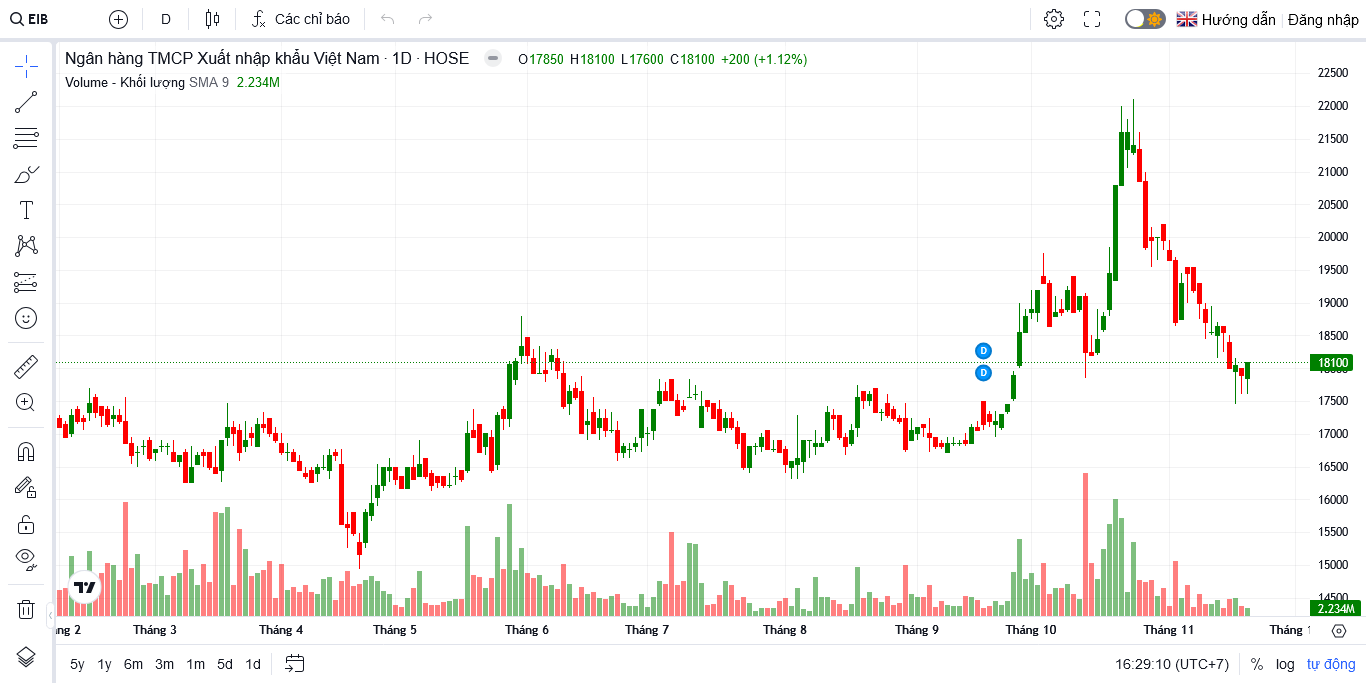 EIB D Các chỉ báo Hướng dẫn Đăng nhập
Ngân hàng TMCP Xuất nhập khẩu Việt Nam · 1D · HOSE O17850 H18100 L17600 C18100 +200 (+1.12%)
Volume - Khối lượng SMA 9 2.234M
22500
22000
21500
21000
20500
20000
19500
19000
18500
18100
17500
17000
16500
16000
15500
15000
14500
2.234M
D
D
ng 2 Tháng 3 Tháng 4 Tháng 5 Tháng 6 Tháng 7 Tháng 8 Tháng 9 Tháng 10 Tháng 11 Tháng 1
5y 1y 6m 3m 1m 5d 1d 16:29:10 (UTC+7) % log tự động